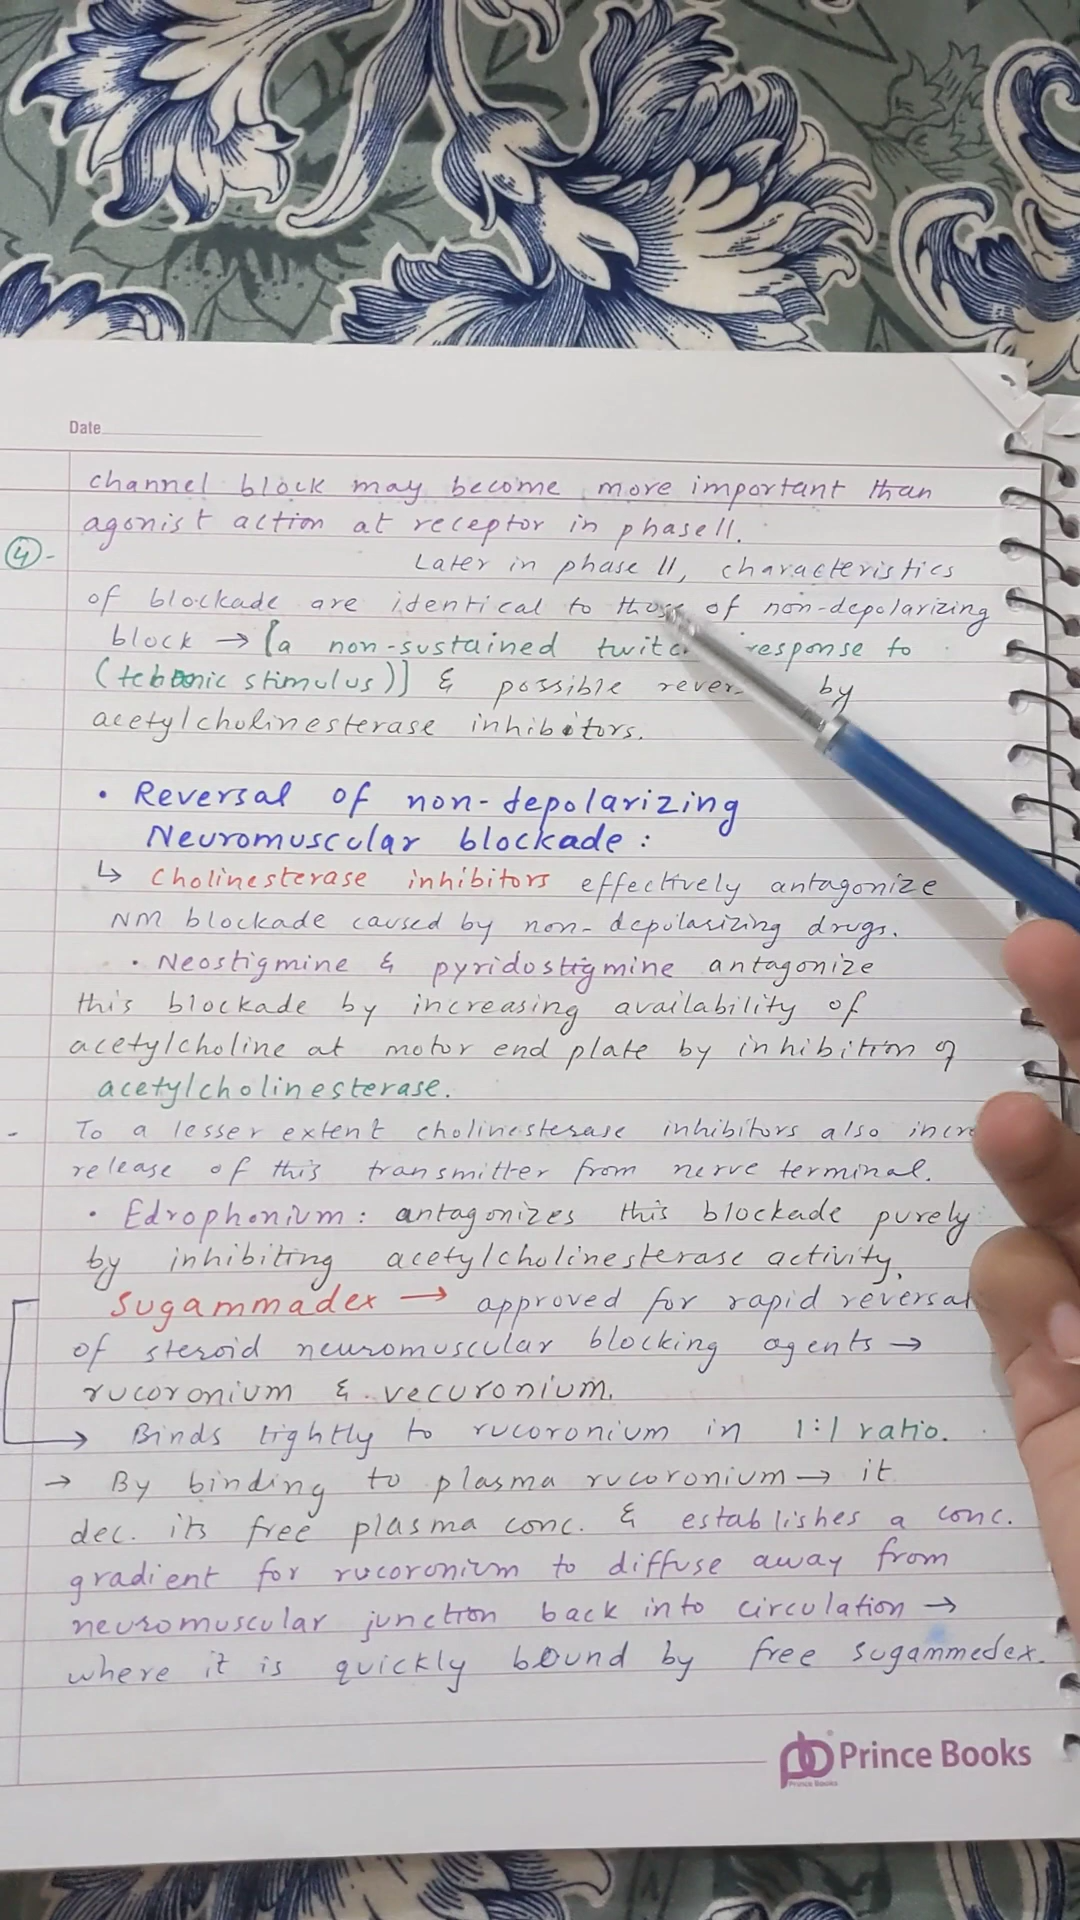 Date
channel block may become more important than
agonist action at receptor in phase II.
④- Later in phase II, characteristics
of blockade are identical to those of non-depolarizing
block → [a non-sustained response to
(tetanic stimulus)] & possible by
acetylcholinesterase inhibitors.
• Reversal of non-depolarizing
Neuromuscular blockade :
↳ Cholinesterase inhibitors effectively antagonize
NM blockade caused by non-depolarizing drugs.
• Neostigmine & pyridostigmine antagonize
this blockade by increasing availability of
acetylcholine at motor end plate by inhibition of
acetylcholinesterase.
- To a lesser extent cholinesterase inhibitors also
release of this transmitter from nerve terminal.
• Edrophonium : antagonizes this blockade purely
by inhibiting acetylcholinesterase activity.
Sugammadex → approved for rapid reversal
of steroid neuromuscular blocking agents →
rucoronium & vecuronium.
→ Binds tightly to rucoronium in 1:1 ratio.
→ By binding to plasma rucoronium → it
dec. its free plasma conc. & establishes a conc.
gradient for rucoronium to diffuse away from
neuromuscular junction back into circulation →
where it is quickly bound by free sugammedex.
pb Prince Books
Prince Books